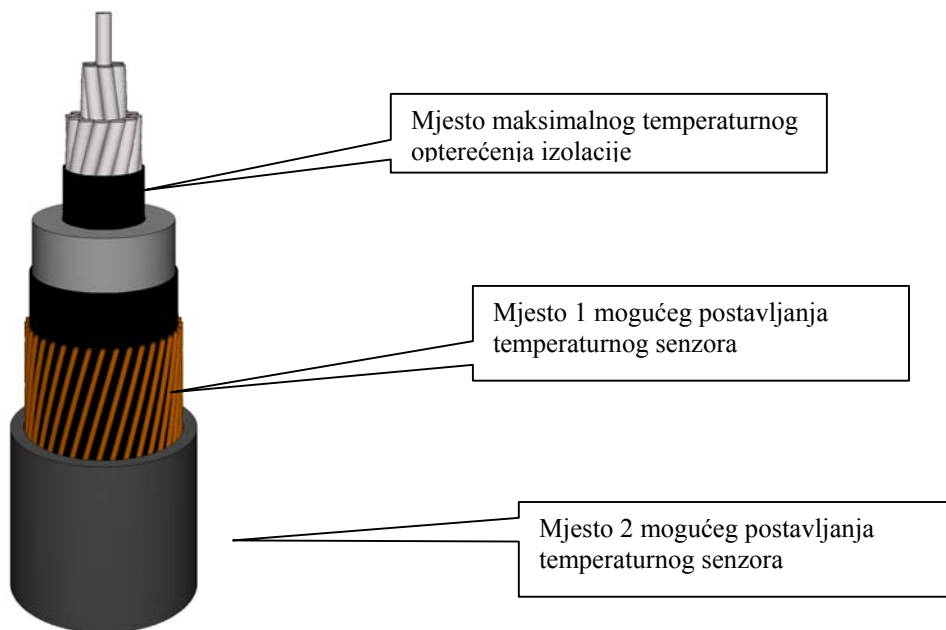 Mjesto maksimalnog temperaturnog
opterećenja izolacije
Mjesto 1 mogućeg postavljanja
temperaturnog senzora
Mjesto 2 mogućeg postavljanja
temperaturnog senzora